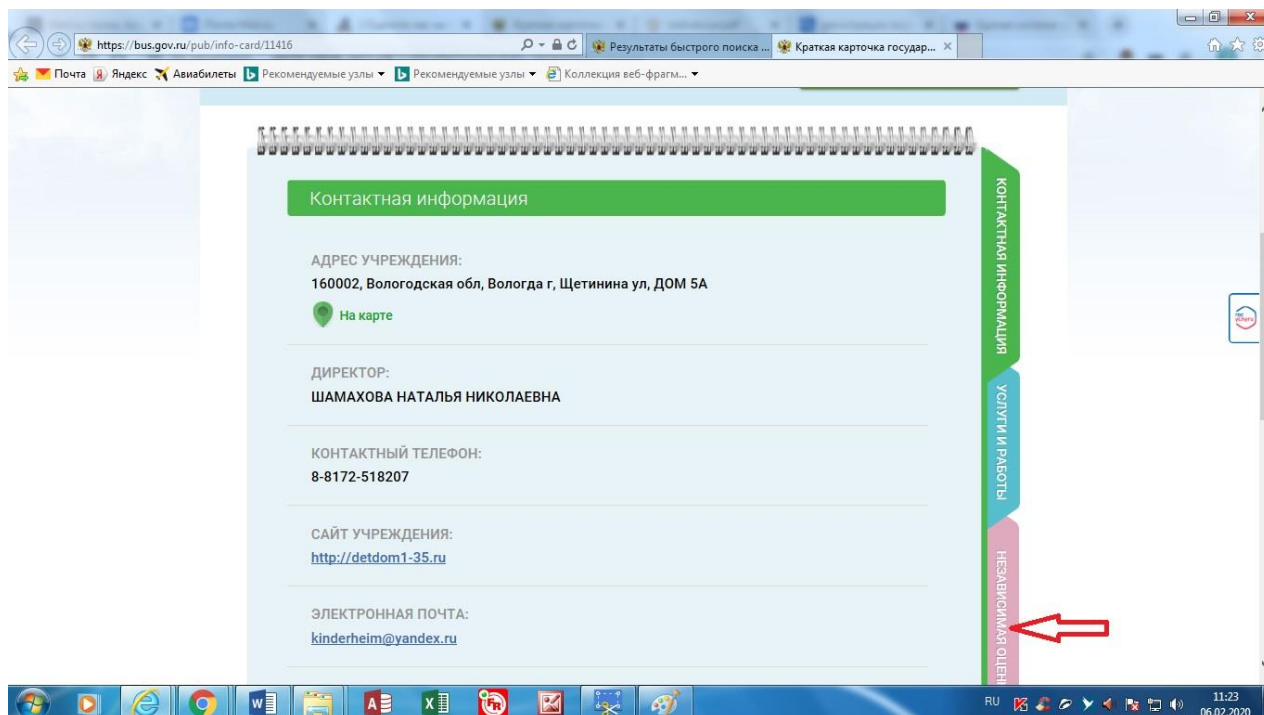 https://bus.gov.ru/pub/info-card/11416
Результаты быстрого поиска ...
Краткая карточка государ...
Почта
Яндекс
Авиабилеты
Рекомендуемые узлы
Рекомендуемые узлы
Коллекция веб-фрагм...
Контактная информация
АДРЕС УЧРЕЖДЕНИЯ:
160002, Вологодская обл, Вологда г, Щетинина ул, ДОМ 5А
На карте
ДИРЕКТОР:
ШАМАХОВА НАТАЛЬЯ НИКОЛАЕВНА
КОНТАКТНЫЙ ТЕЛЕФОН:
8-8172-518207
САЙТ УЧРЕЖДЕНИЯ:
http://detdom1-35.ru
ЭЛЕКТРОННАЯ ПОЧТА:
kinderheim@yandex.ru
КОНТАКТНАЯ ИНФОРМАЦИЯ
УСЛУГИ И РАБОТЫ
НЕЗАВИСИМАЯ ОЦЕН
RU
11:23
06.02.2020